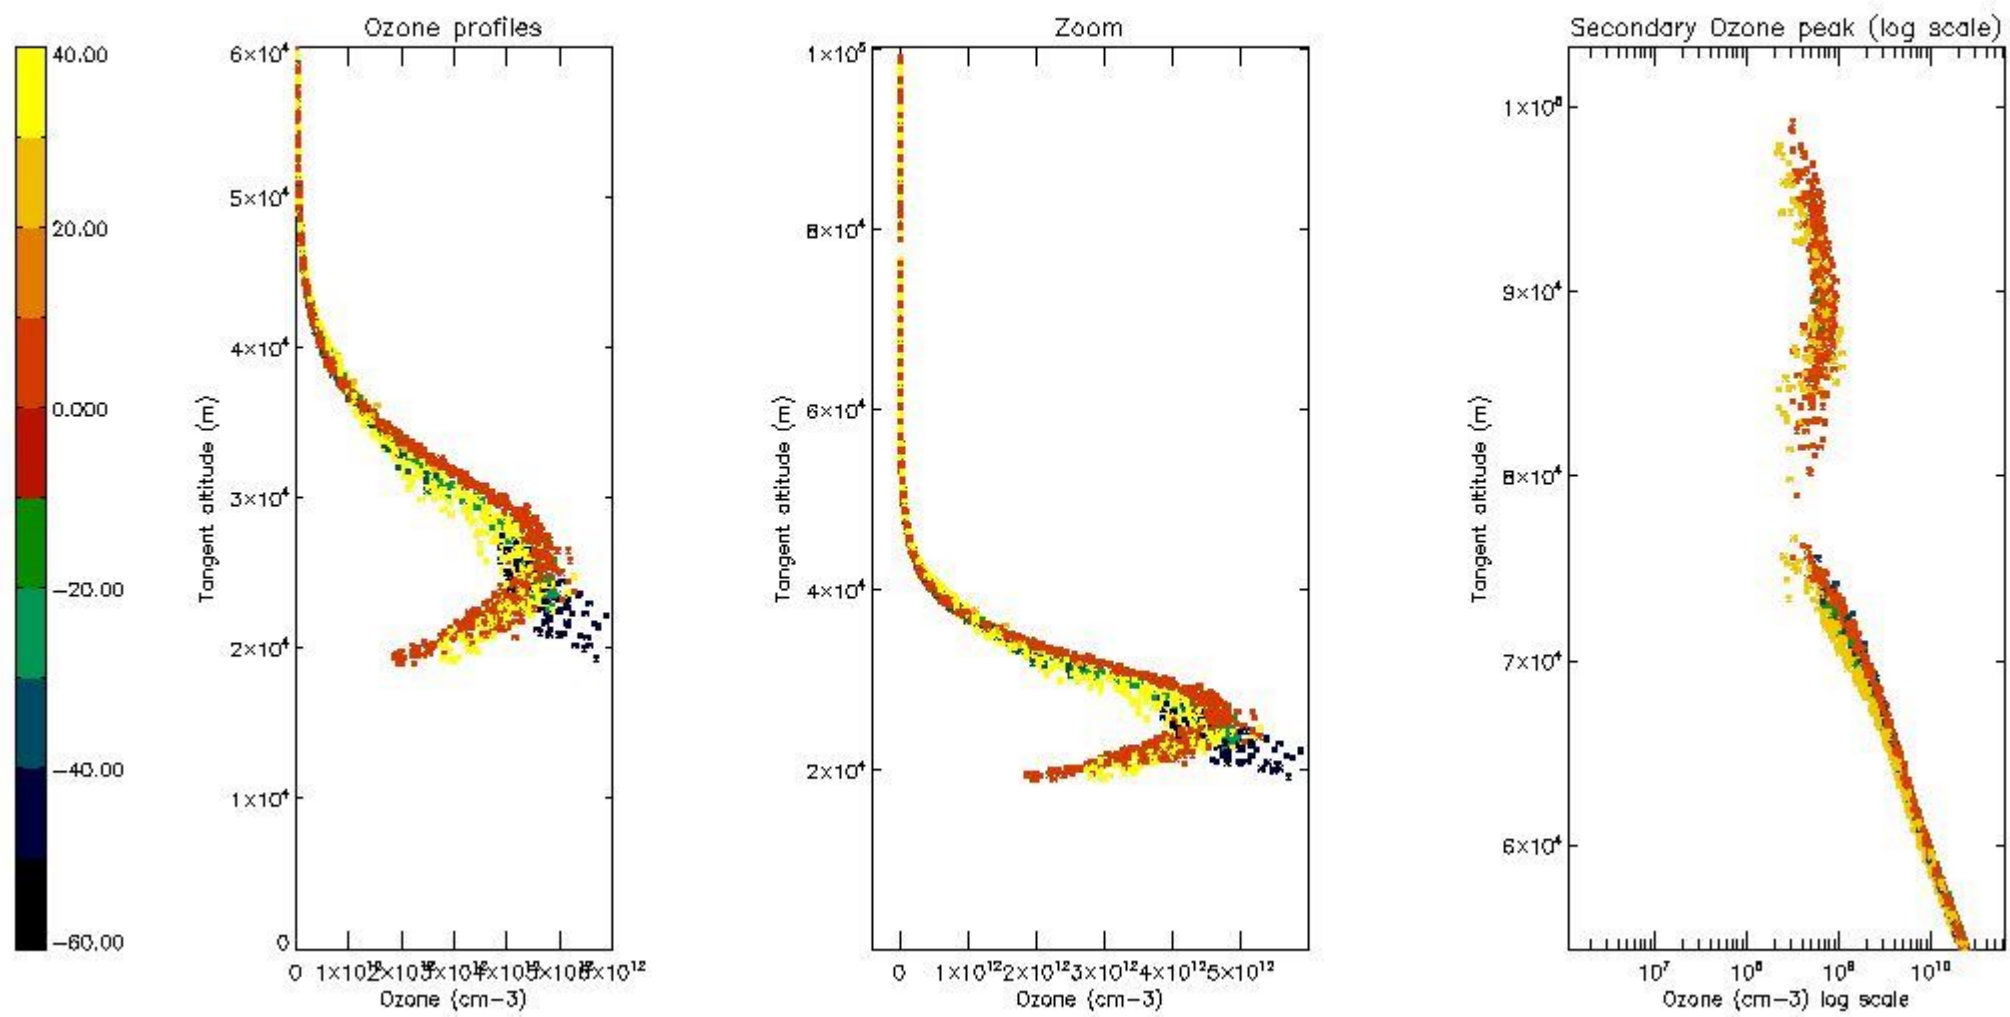 Ozone profiles
Zoom
Secondary Ozone peak (log scale)
40.00
20.00
0.000
−20.00
−40.00
−60.00
6×10⁴
5×10⁴
4×10⁴
3×10⁴
2×10⁴
1×10⁴
0
Tangent altitude (m)
0
Ozone (cm−3)
1×10⁵
8×10⁴
6×10⁴
4×10⁴
2×10⁴
Tangent altitude (m)
0 1×10¹² 2×10¹² 3×10¹² 4×10¹² 5×10¹²
Ozone (cm−3)
9×10⁴
8×10⁴
7×10⁴
6×10⁴
Tangent altitude (m)
10⁷ 10⁸ 10⁹ 10¹⁰
Ozone (cm−3) log scale